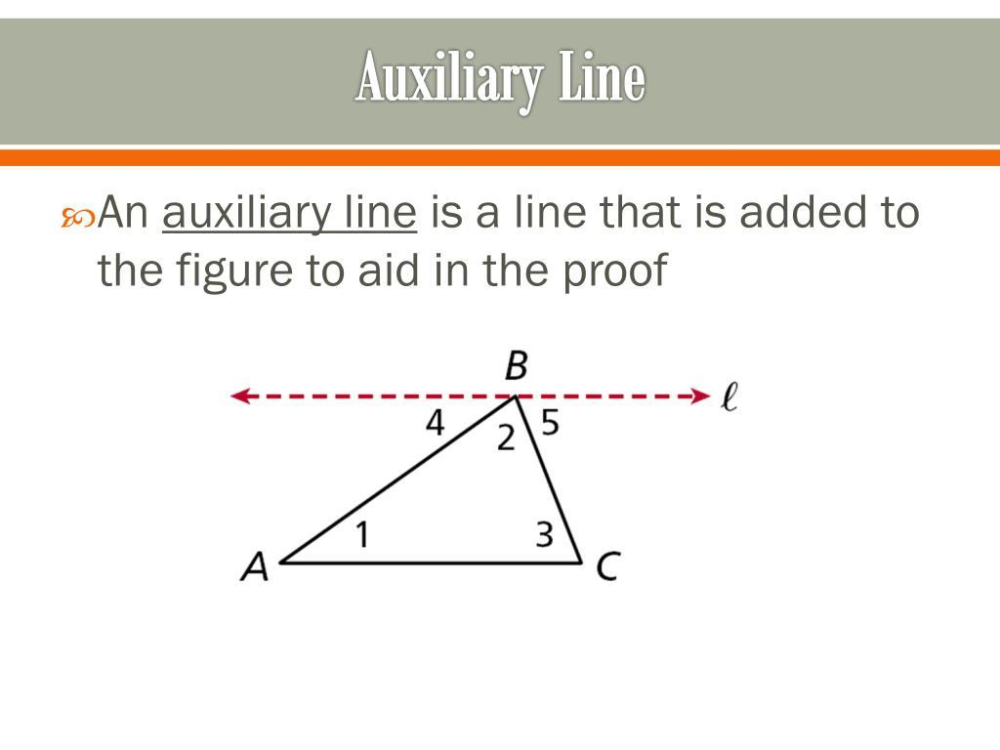 Auxiliary Line
An auxiliary line is a line that is added to
the figure to aid in the proof
B
ℓ
4 2 5
1 3
A C